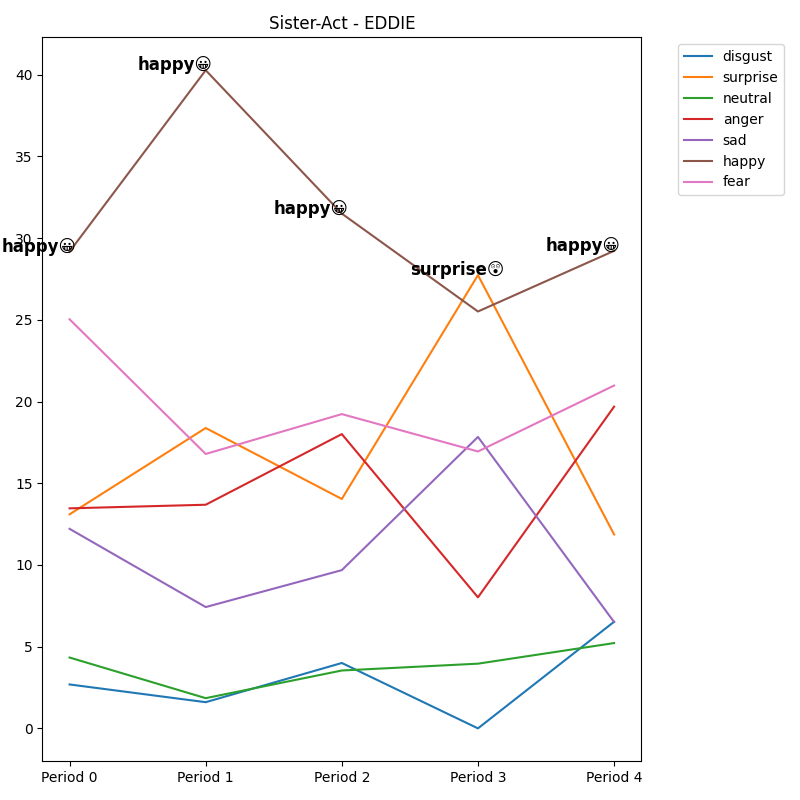 Sister-Act - EDDIE
disgust
surprise
neutral
anger
sad
happy
fear
40
35
30
25
20
15
10
5
0
happy😀
happy😀
happy😀
surprise😲
happy😀
Period 0 Period 1 Period 2 Period 3 Period 4